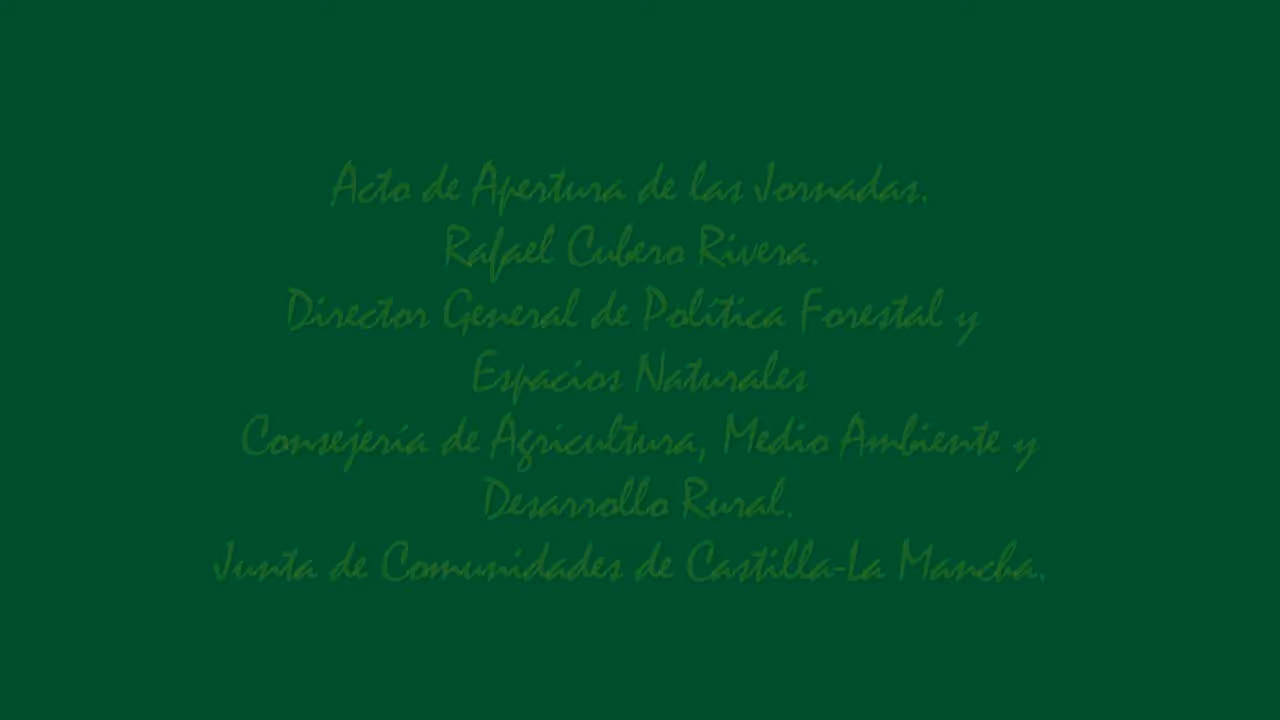 Acto de Apertura de las Jornadas.
Rafael Cubero Rivera.
Director General de Política Forestal y
Espacios Naturales
Consejería de Agricultura, Medio Ambiente y
Desarrollo Rural.
Junta de Comunidades de Castilla-La Mancha.